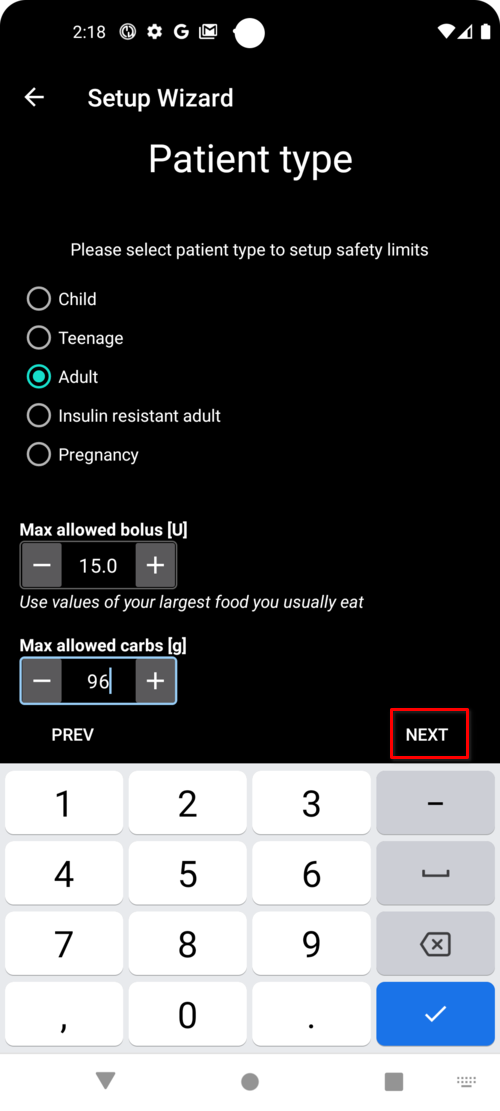 2:18
Setup Wizard
Patient type
Please select patient type to setup safety limits
Child
Teenage
Adult
Insulin resistant adult
Pregnancy
Max allowed bolus [U]
− 15.0 +
Use values of your largest food you usually eat
Max allowed carbs [g]
− 96 +
PREV NEXT
1 2 3 –
4 5 6
7 8 9
, 0 .